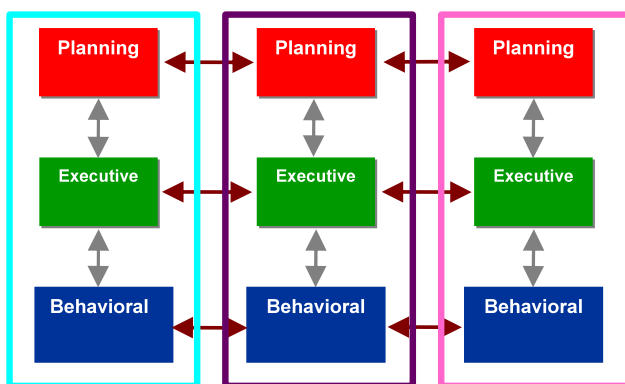 Planning
Planning
Planning
Executive
Executive
Executive
Behavioral
Behavioral
Behavioral